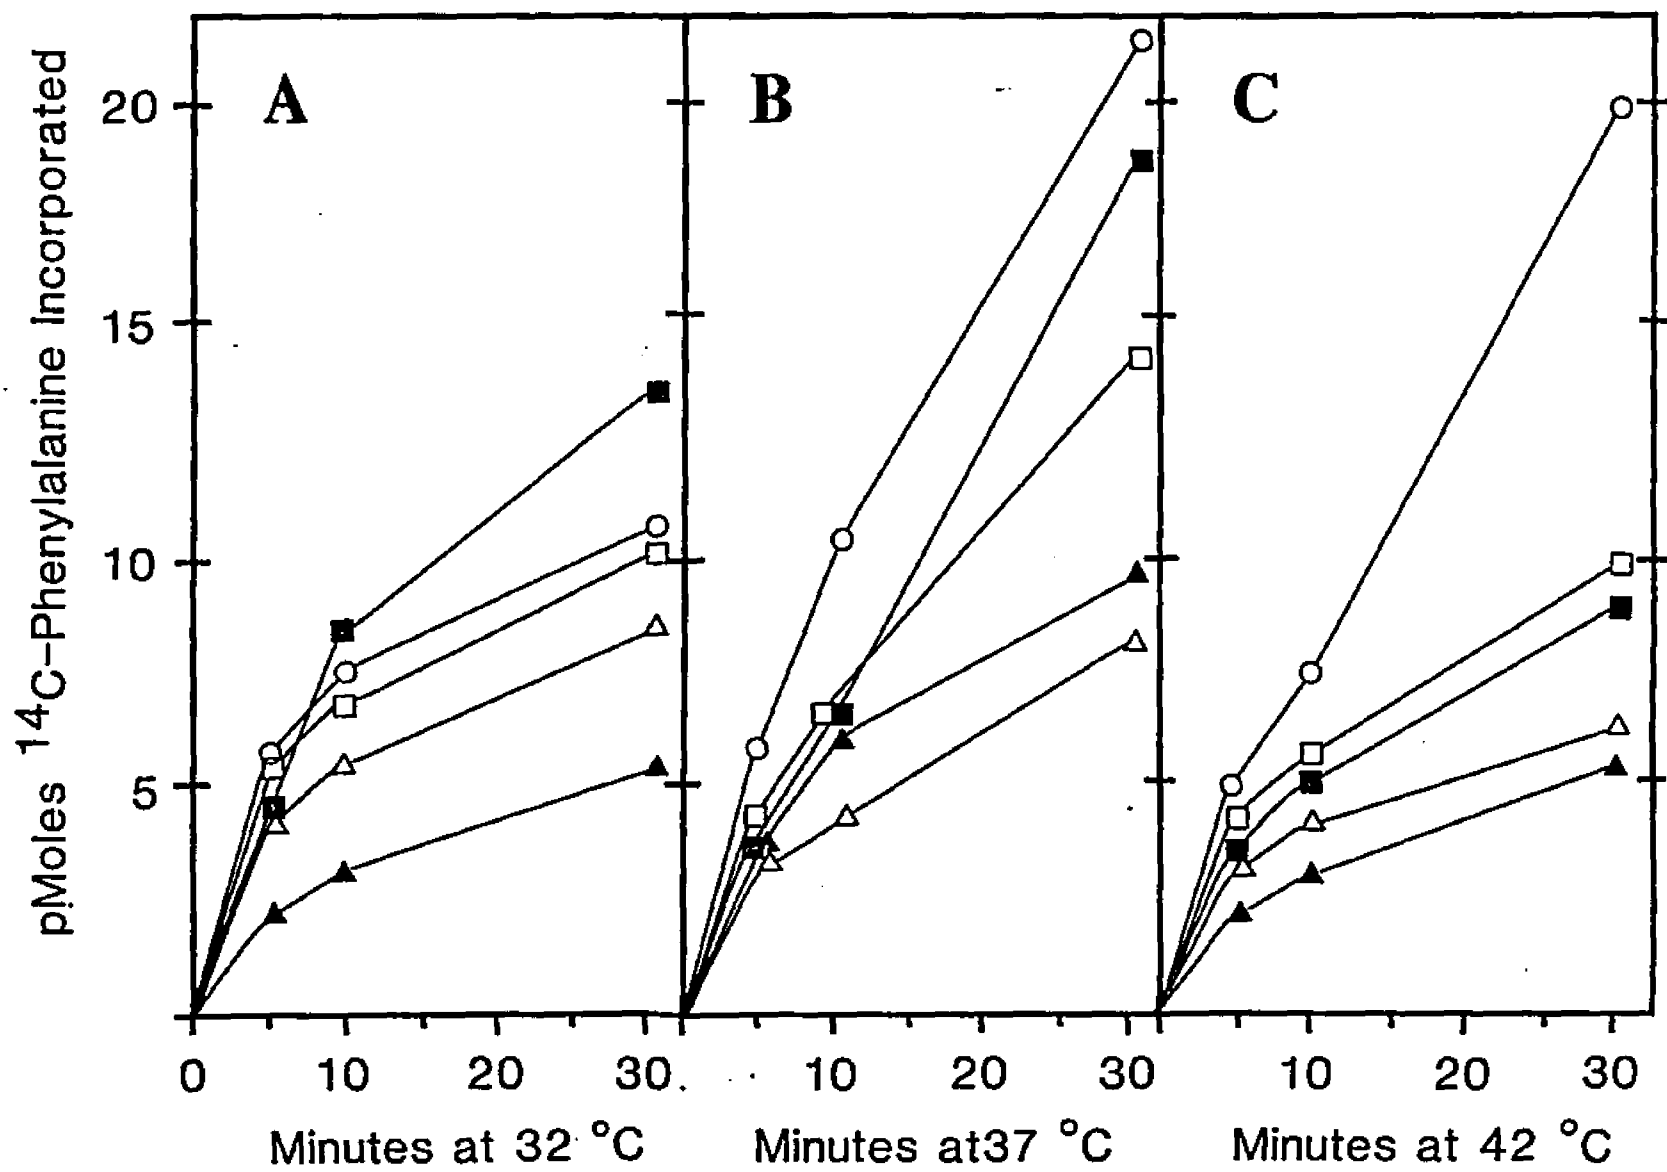 pMoles ¹⁴C-Phenylalanine Incorporated
A
B
C
20
15
10
5
0 10 20 30
10 20 30
10 20 30
Minutes at 32 °C
Minutes at37 °C
Minutes at 42 °C